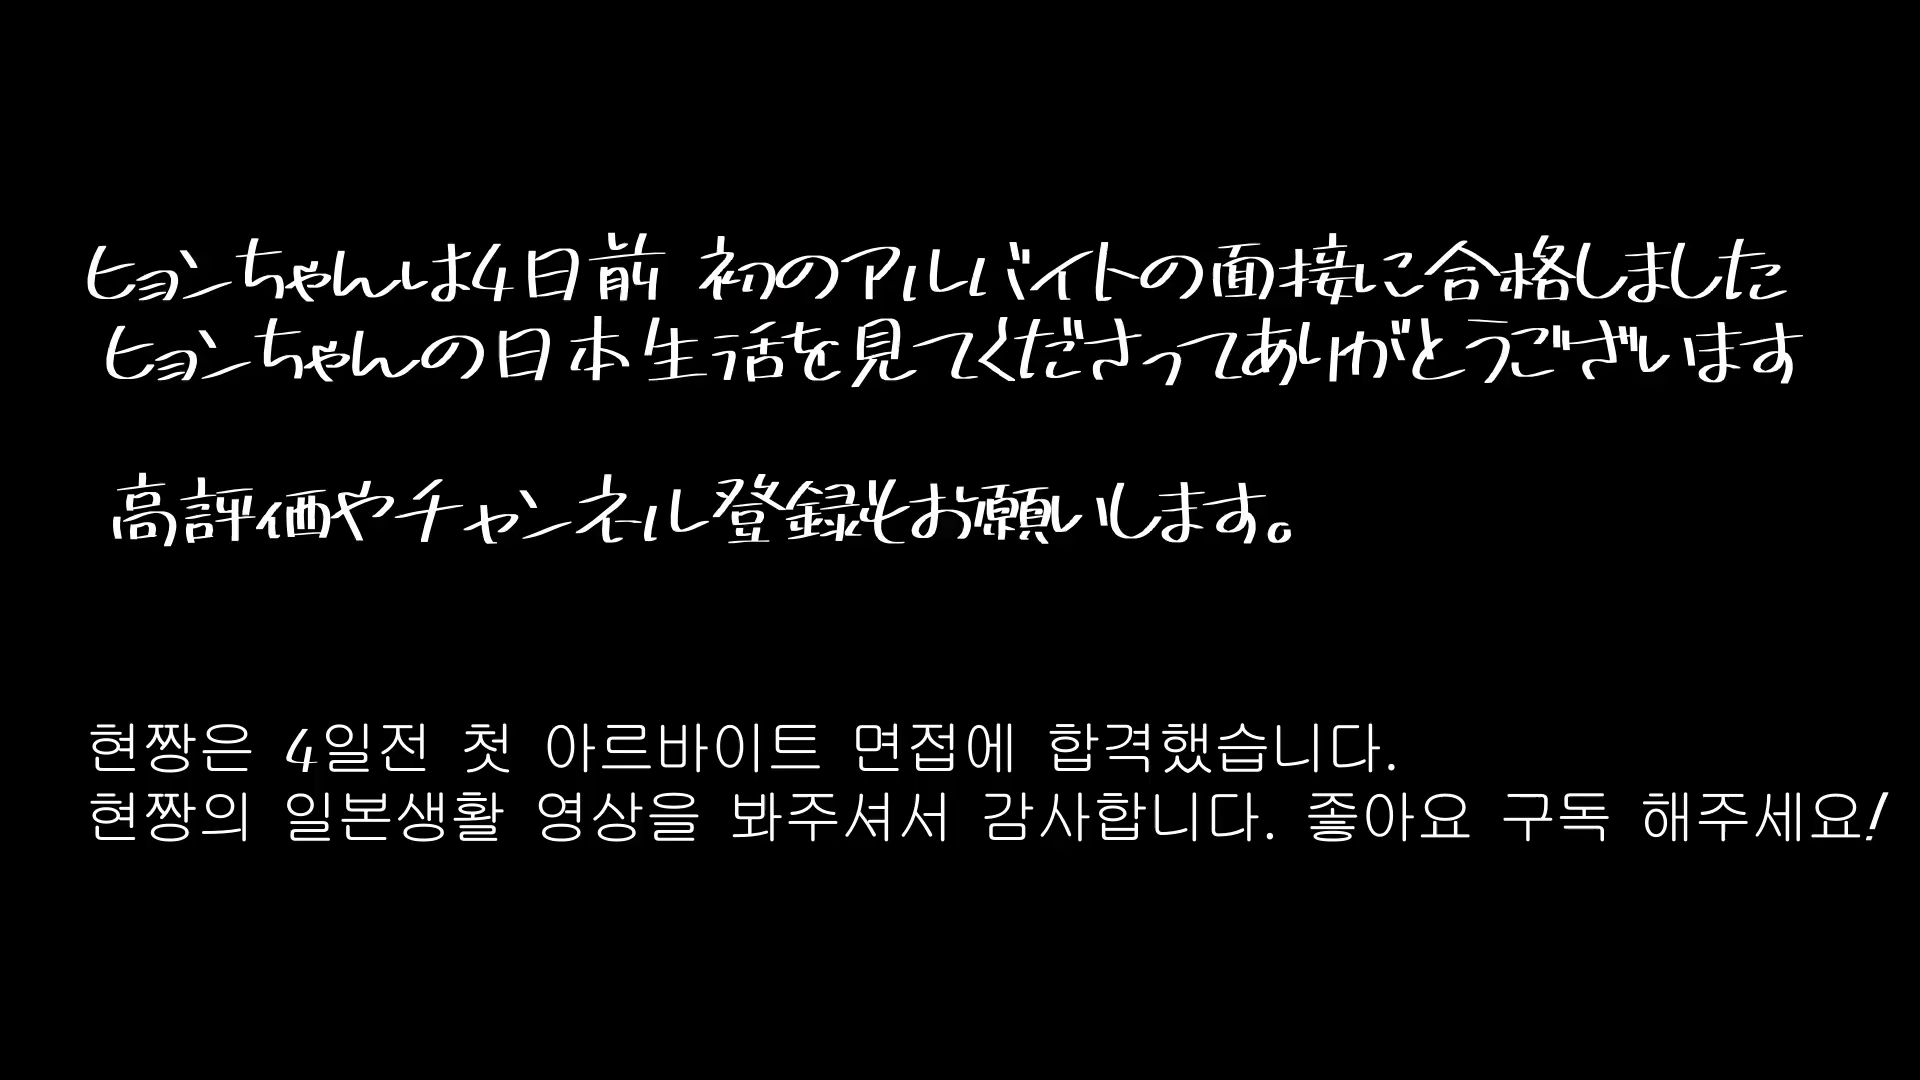 ヒョンちゃんは4日前 初のアルバイトの面接に合格しました
ヒョンちゃんの日本生活を見てくださってありがとうございます
高評価やチャンネル登録もお願いします。
현짱은 4일전 첫 아르바이트 면접에 합격했습니다.
현짱의 일본생활 영상을 봐주셔서 감사합니다. 좋아요 구독 해주세요!